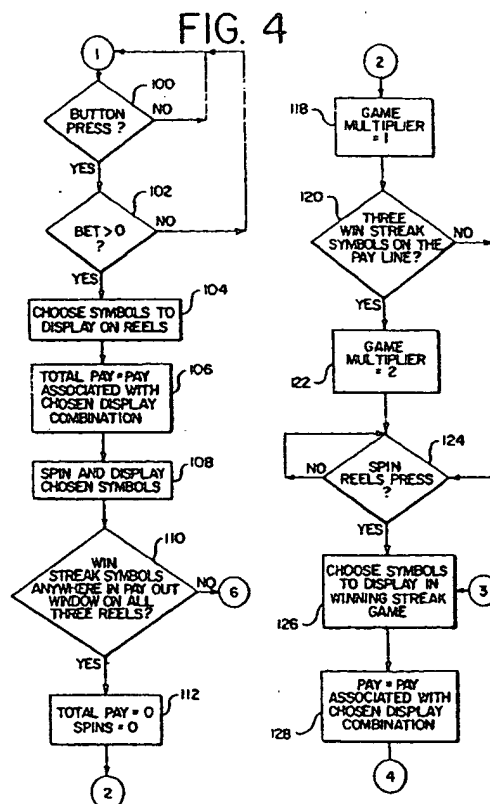 FIG. 4
1
100
BUTTON
PRESS ?
NO
YES
102
BET > 0
?
NO
YES
104
CHOOSE SYMBOLS TO
DISPLAY ON REELS
106
TOTAL PAY = PAY
ASSOCIATED WITH
CHOSEN DISPLAY
COMBINATION
108
SPIN AND DISPLAY
CHOSEN SYMBOLS
110
WIN
STREAK SYMBOLS
ANYWHERE IN PAY OUT
WINDOW ON ALL
THREE REELS?
NO
6
YES
112
TOTAL PAY = 0
SPINS = 0
2
2
118
GAME
MULTIPLIER
= 1
120
THREE
WIN STREAK
SYMBOLS ON THE
PAY LINE?
NO
YES
GAME
MULTIPLIER
= 2
122
124
SPIN
REELS PRESS
?
NO
YES
CHOOSE SYMBOLS
TO DISPLAY IN
WINNING STREAK
GAME
3
126
PAY = PAY
ASSOCIATED WITH
CHOSEN DISPLAY
COMBINATION
128
4